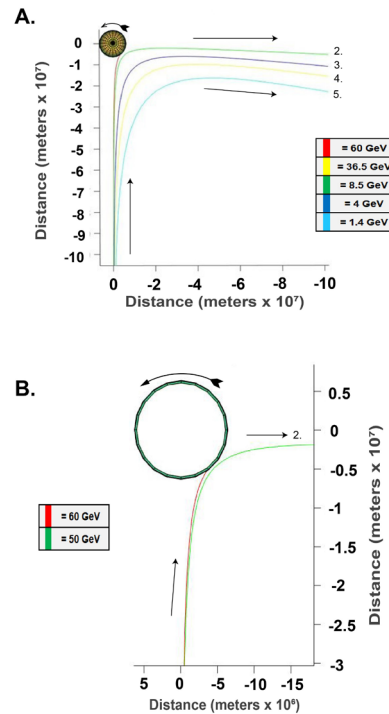 A.
0
-1
-2
-3
-4
-5
-6
-7
-8
-9
-10
Distance (meters x 10⁷)
2.
3.
4.
5.
= 60 GeV
= 36.5 GeV
= 8.5 GeV
= 4 GeV
= 1.4 GeV
0 -2 -4 -6 -8 -10
Distance (meters x 10⁷)
B.
2.
= 60 GeV
= 50 GeV
0.5
0
-0.5
-1
-1.5
-2
-2.5
-3
Distance (meters x 10⁷)
5 0 -5 -10 -15
Distance (meters x 10⁶)